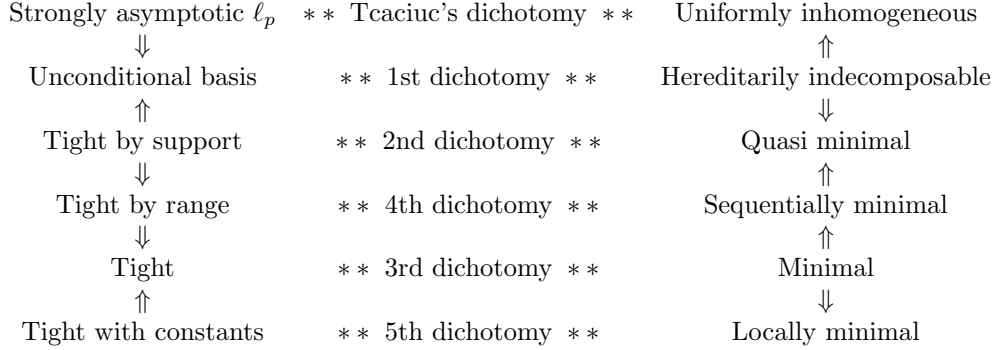 Strongly asymptotic ℓ_p ∗ ∗ Tcaciuc's dichotomy ∗ ∗ Uniformly inhomogeneous
⇓ ⇑
Unconditional basis ∗ ∗ 1st dichotomy ∗ ∗ Hereditarily indecomposable
⇑ ⇓
Tight by support ∗ ∗ 2nd dichotomy ∗ ∗ Quasi minimal
⇓ ⇑
Tight by range ∗ ∗ 4th dichotomy ∗ ∗ Sequentially minimal
⇓ ⇑
Tight ∗ ∗ 3rd dichotomy ∗ ∗ Minimal
⇑ ⇓
Tight with constants ∗ ∗ 5th dichotomy ∗ ∗ Locally minimal